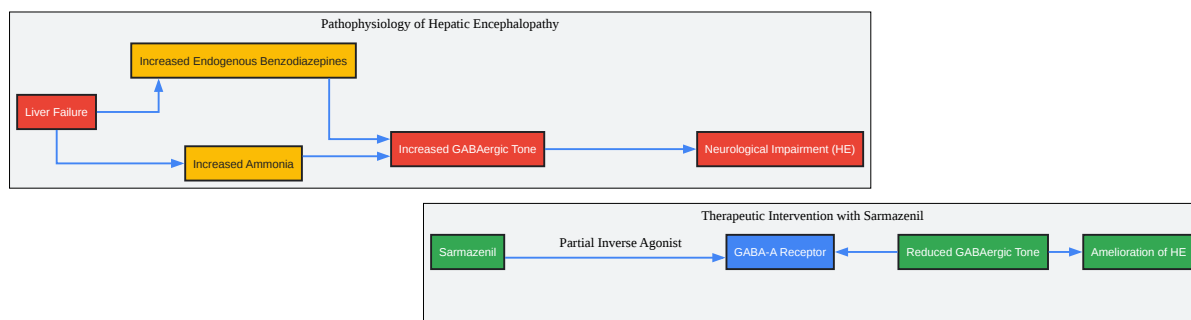 Pathophysiology of Hepatic Encephalopathy
Increased Endogenous Benzodiazepines
Liver Failure
Increased GABAergic Tone
Neurological Impairment (HE)
Increased Ammonia
Therapeutic Intervention with Sarmazenil
Partial Inverse Agonist
Sarmazenil
GABA-A Receptor
Reduced GABAergic Tone
Amelioration of HE